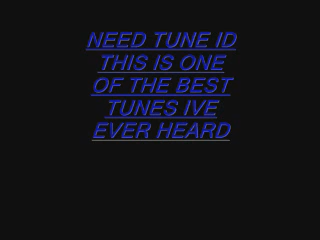 NEED TUNE ID
THIS IS ONE
OF THE BEST
TUNES IVE
EVER HEARD